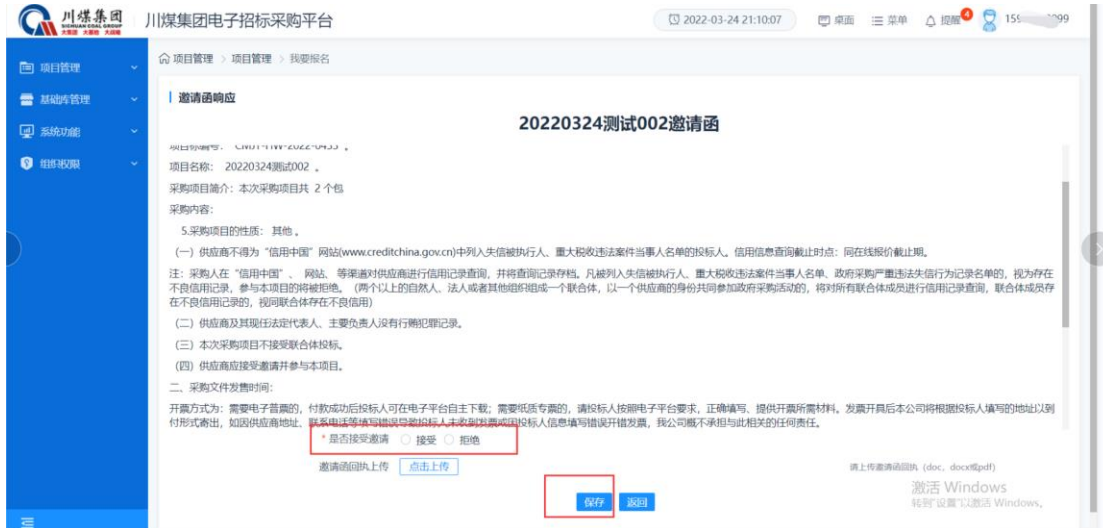 川煤集团
SICHUAN COAL GROUP
大集团 大基地 大战略
川煤集团电子招标采购平台
2022-03-24 21:10:07
桌面
菜单
提醒
4
项目管理
基础库管理
系统功能
组织权限
项目管理 > 项目管理 > 我要报名
邀请函响应
20220324测试002邀请函
项目名称： 20220324测试002 。
采购项目简介：本次采购项目共 2 个包
采购内容：
5.采购项目的性质： 其他 。
（一）供应商不得为“信用中国”网站(www.creditchina.gov.cn)中列入失信被执行人、重大税收违法案件当事人名单的投标人。信用信息查询截止时点：同在线报价截止期。
注：采购人在“信用中国”、 网站、等渠道对供应商进行信用记录查询，并将查询记录存档。凡被列入失信被执行人、重大税收违法案件当事人名单、政府采购严重违法失信行为记录名单的，视为存在
不良信用记录，参与本项目的将被拒绝。（两个以上的自然人、法人或者其他组织组成一个联合体，以一个供应商的身份共同参加政府采购活动的，将对所有联合体成员进行信用记录查询，联合体成员存
在不良信用记录的，视同联合体存在不良信用）
（二）供应商及其现任法定代表人、主要负责人没有行贿犯罪记录。
（三）本次采购项目不接受联合体投标。
（四）供应商应接受邀请并参与本项目。
二、采购文件发售时间：
开票方式为：需要电子普票的，付款成功后投标人可在电子平台自主下载；需要纸质专票的，请投标人按照电子平台要求，正确填写、提供开票所需材料。发票开具后本公司将根据投标人填写的地址以到
付形式寄出，如因供应商地址、联系电话等填写错误导致投标人未收到发票或因投标人信息填写错误开错发票，我公司概不承担与此相关的任何责任。
* 是否接受邀请 接受 拒绝
邀请函回执上传 点击上传
请上传邀请函回执（doc、docx或pdf）
保存 返回
激活 Windows
转到"设置"以激活 Windows。